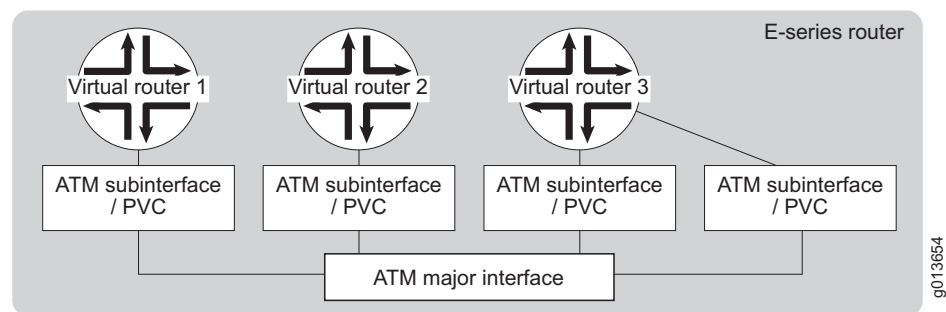 E-series router
Virtual router 1
Virtual router 2
Virtual router 3
ATM subinterface
/ PVC
ATM subinterface
/ PVC
ATM subinterface
/ PVC
ATM subinterface
/ PVC
ATM major interface
g013654